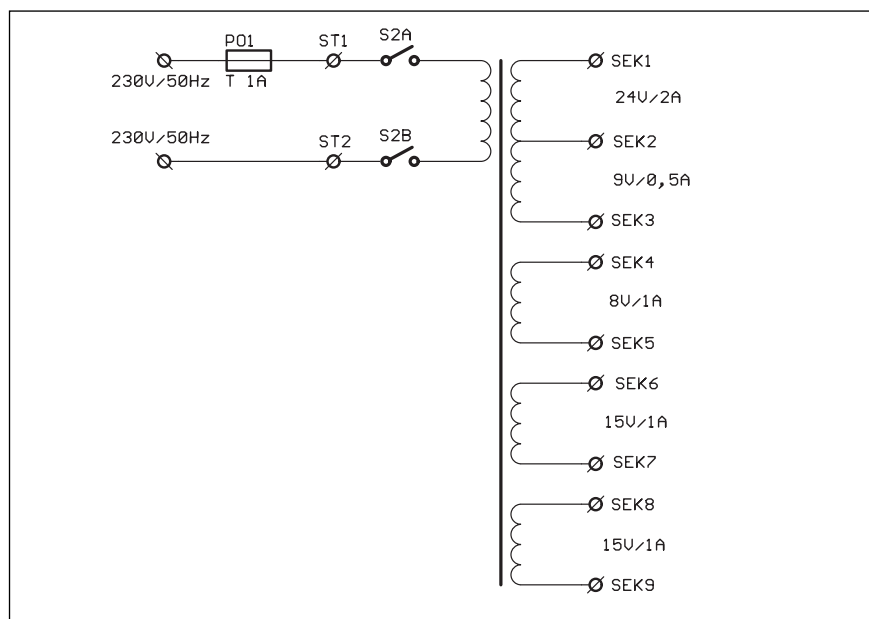 PO1
ST1
S2A
230V/50Hz
T 1A
230V/50Hz
ST2
S2B
SEK1
24V/2A
SEK2
9V/0,5A
SEK3
SEK4
8V/1A
SEK5
SEK6
15V/1A
SEK7
SEK8
15V/1A
SEK9